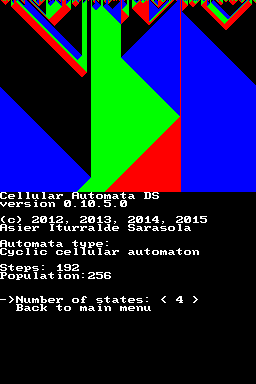 Cellular Automata DS
version 0.10.5.0
(c) 2012, 2013, 2014, 2015
Asier Iturralde Sarasola
Automata type:
Cyclic cellular automaton
Steps: 192
Population:256
->Number of states: < 4 >
Back to main menu